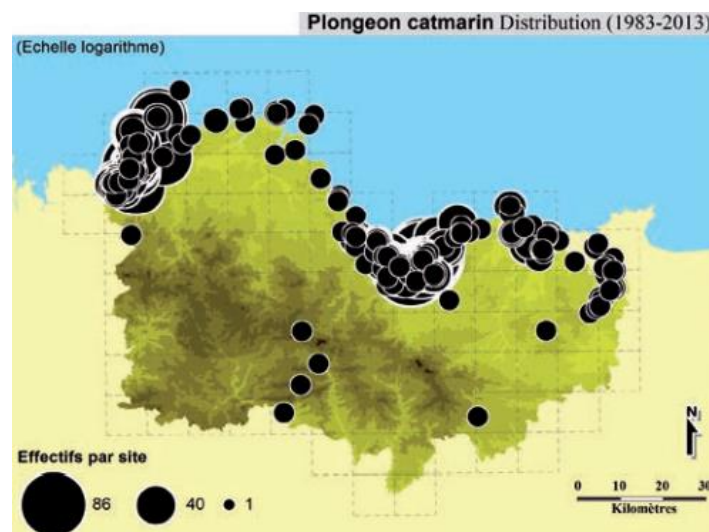 Plongeon catmarin Distribution (1983-2013)
(Echelle logarithme)
N
Effectifs par site
86 40 1
0 10 20 30
Kilomètres